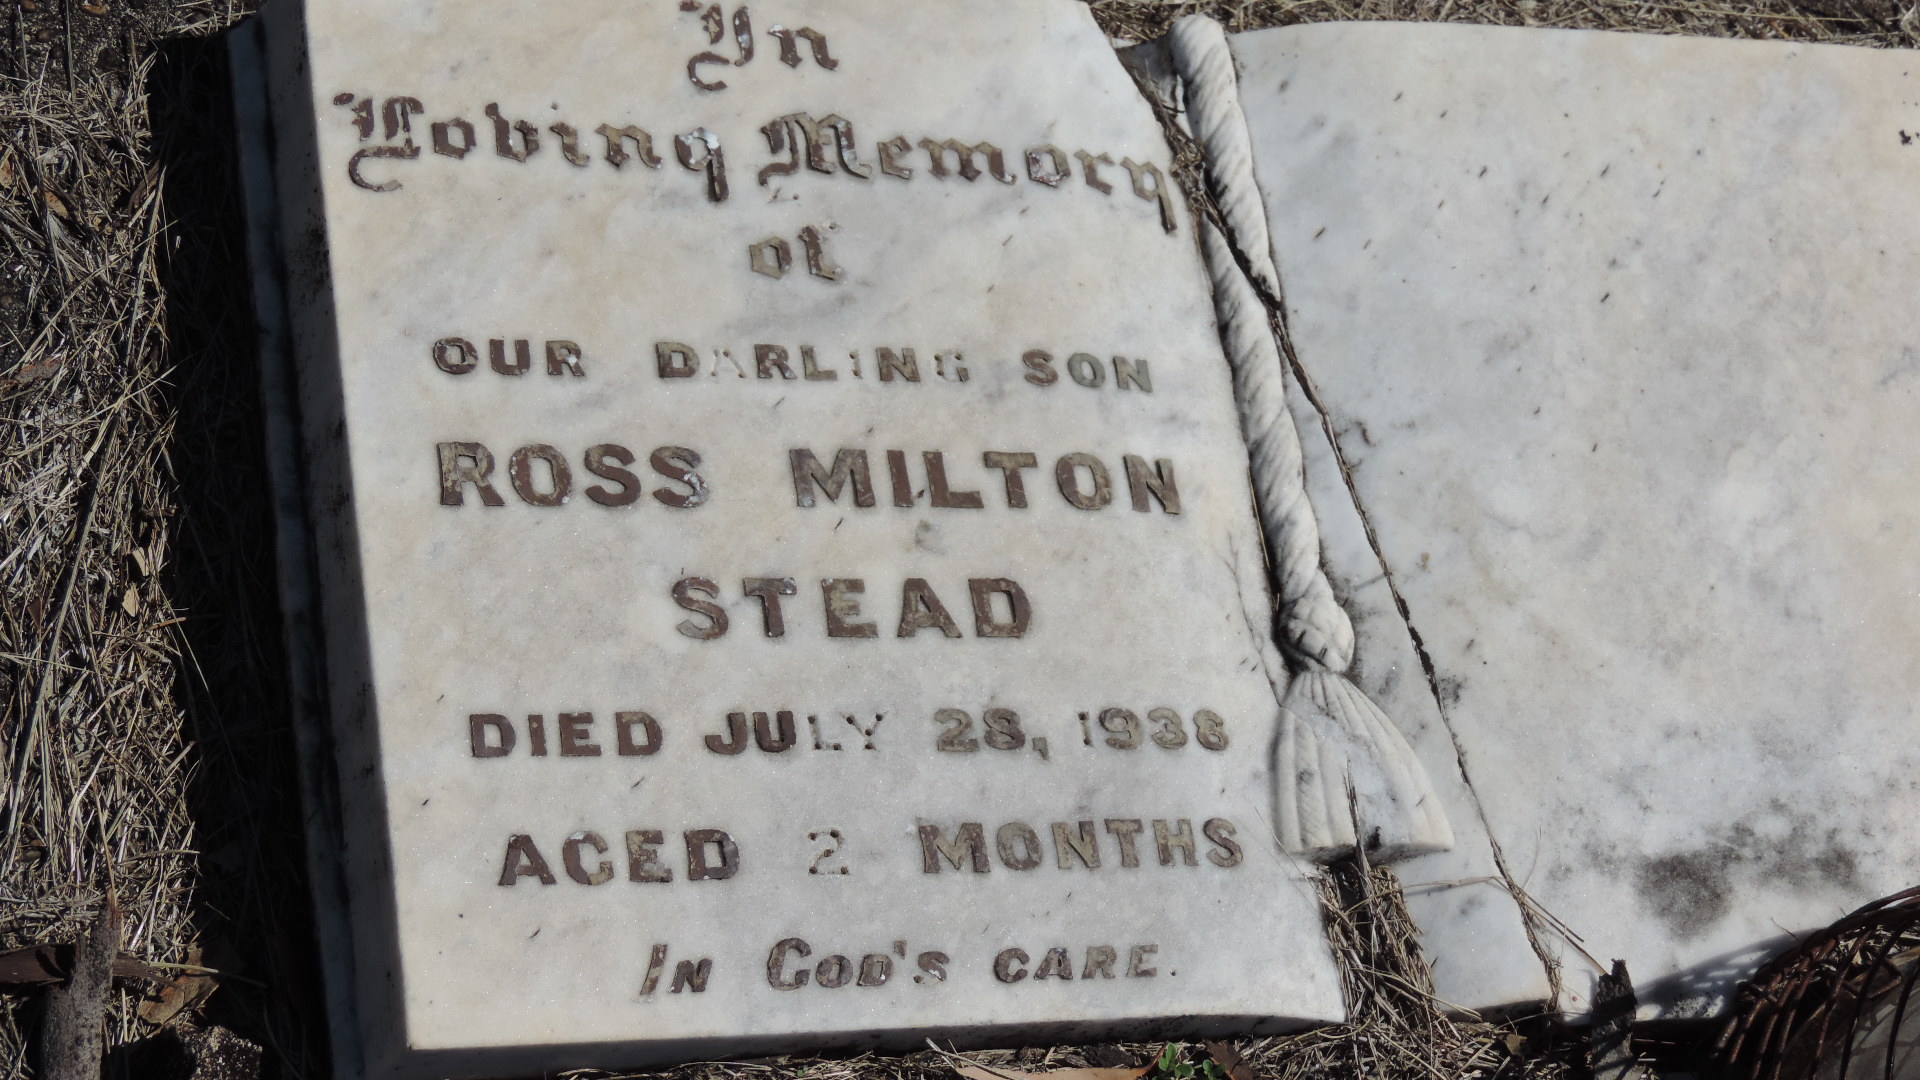 In
Loving Memory
of
OUR DARLING SON
ROSS MILTON
STEAD
DIED JULY 28, 1938
AGED 2 MONTHS
IN GOD'S CARE.